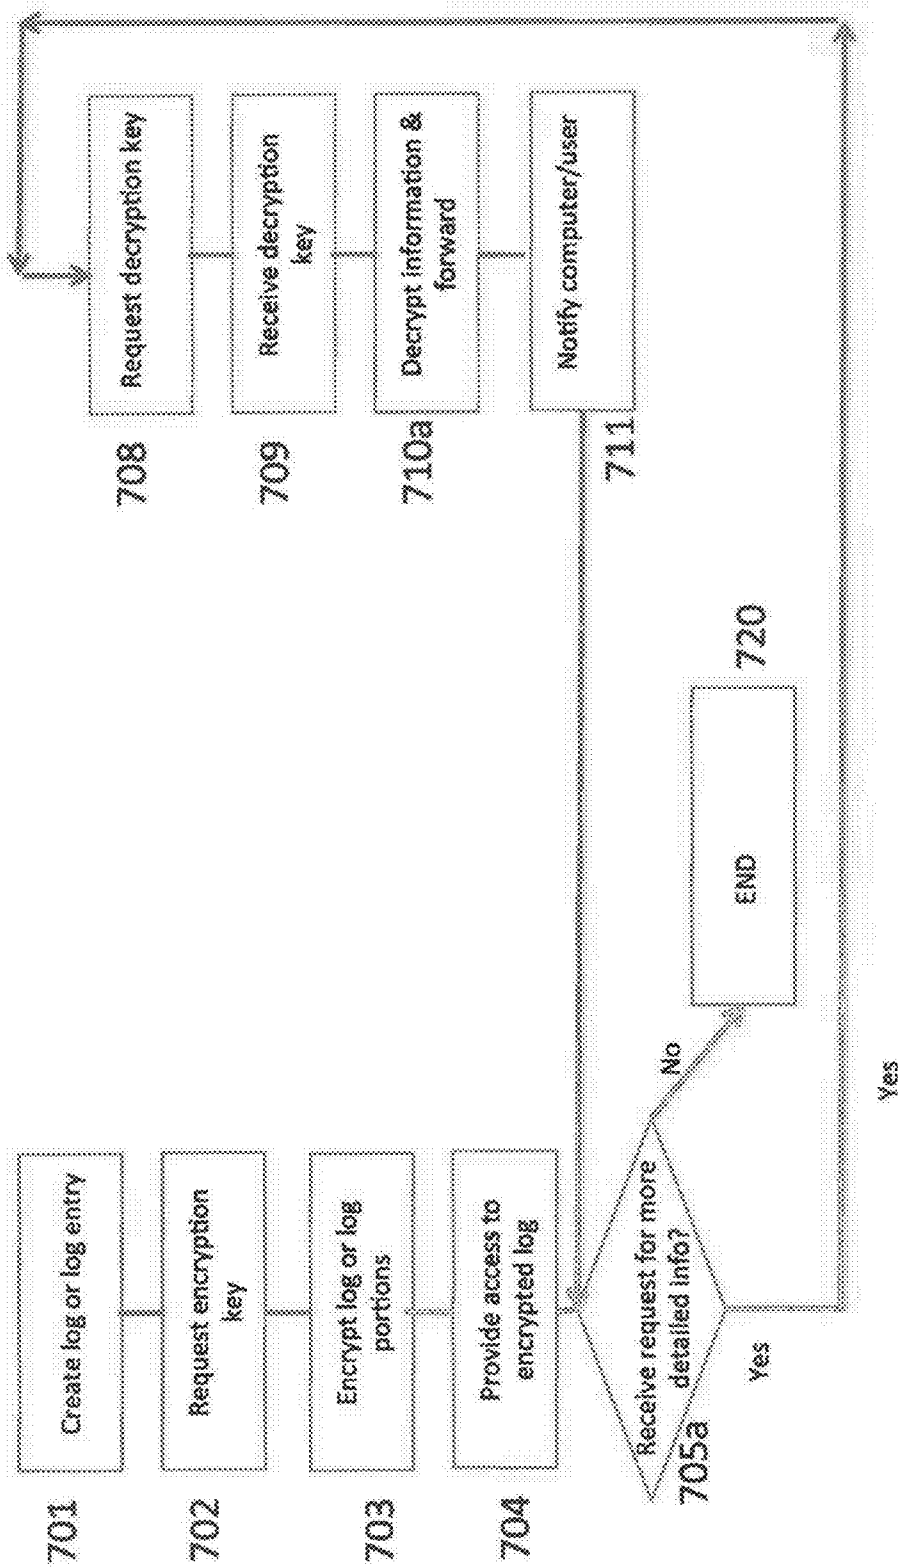 701
Create log or log entry
702
Request encryption
key
703
Encrypt log or log
portions
704
Provide access to
encrypted log
705a
Receive request for more
detailed info?
Yes
No
END
720
Yes
708
Request decryption key
709
Receive decryption
key
710a
Decrypt information &
forward
711
Notify computer/user